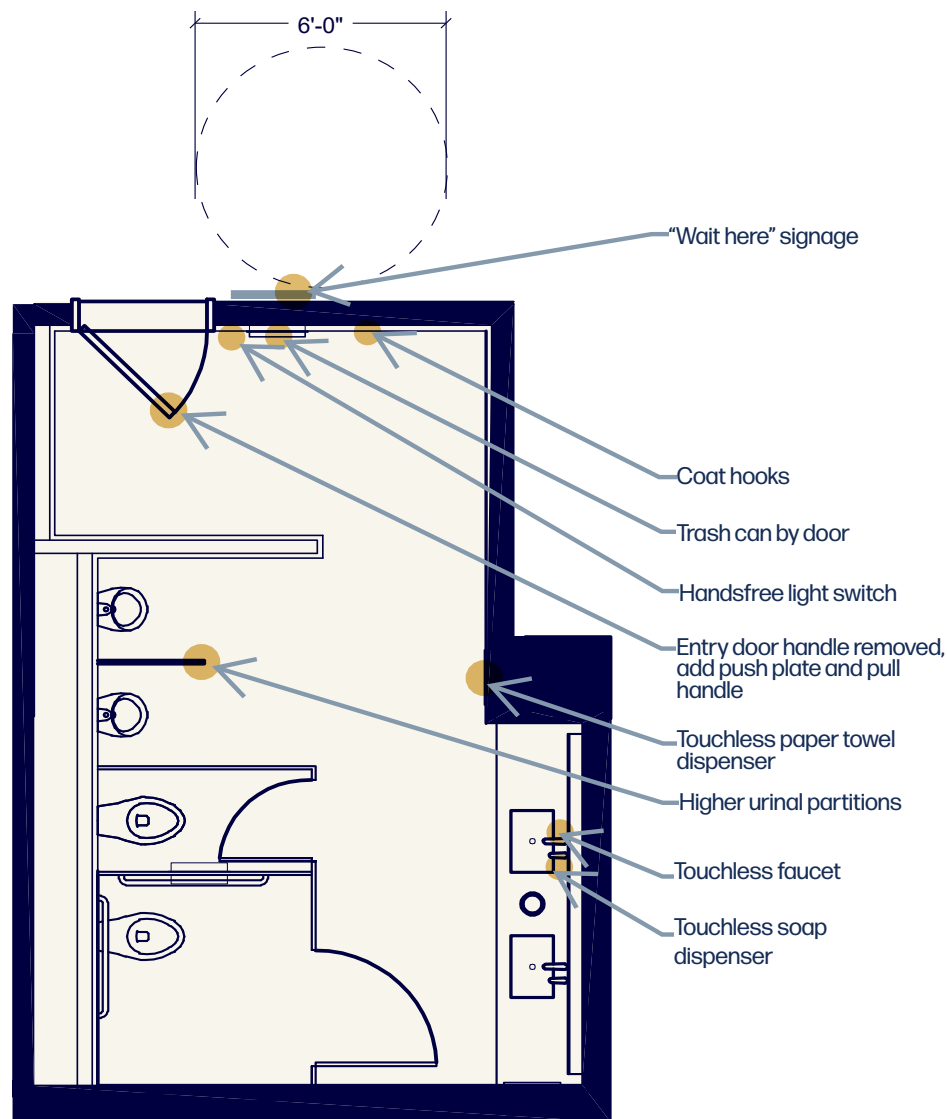 6'-0"
“Wait here” signage
Coat hooks
Trash can by door
Handsfree light switch
Entry door handle removed,
add push plate and pull
handle
Touchless paper towel
dispenser
Higher urinal partitions
Touchless faucet
Touchless soap
dispenser